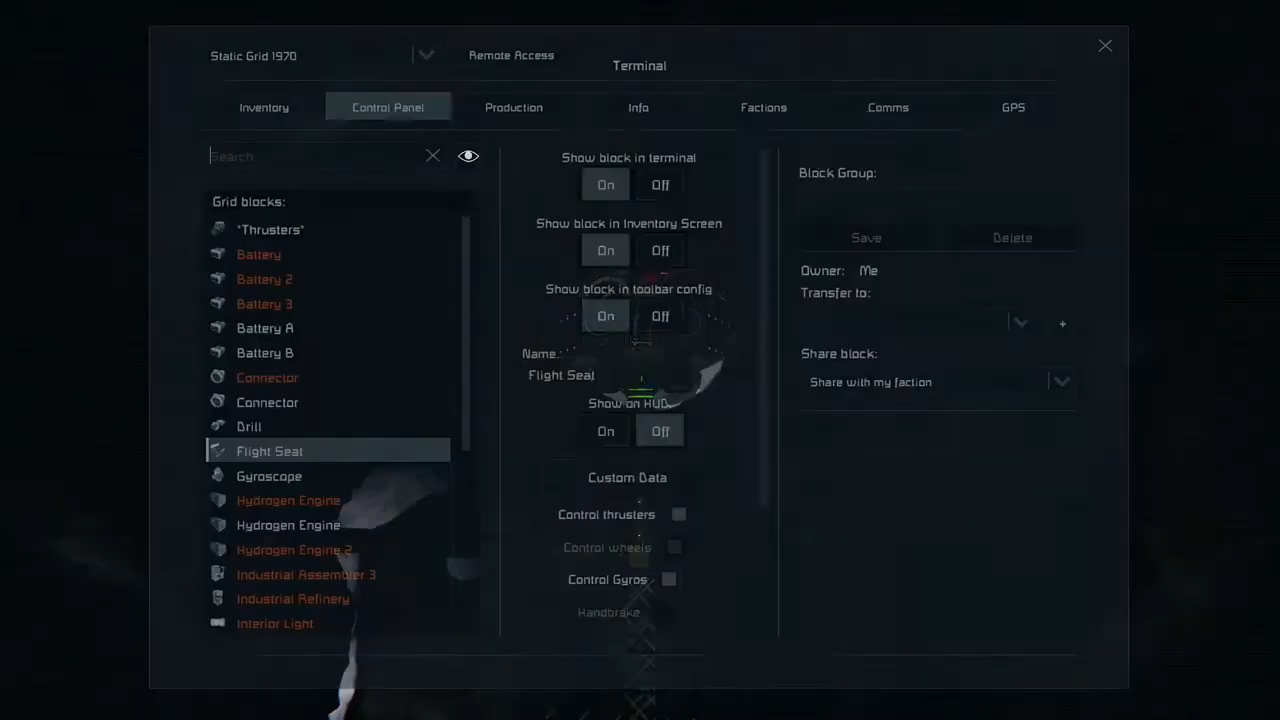 Static Grid 1970
Remote Access
Terminal
Inventory
Control Panel
Production
Info
Factions
Comms
GPS
Search
Grid blocks:
*Thrusters*
Battery
Battery 2
Battery 3
Battery A
Battery B
Connector
Connector
Drill
Flight Seat
Gyroscope
Hydrogen Engine
Hydrogen Engine
Hydrogen Engine 2
Industrial Assembler 3
Industrial Refinery
Interior Light
Show block in terminal
On Off
Show block in Inventory Screen
On Off
Show block in toolbar config
On Off
Name:
Flight Seat
Show on HUD
On Off
Custom Data
Control thrusters
Control wheels
Control Gyros
Handbrake
Block Group:
Save Delete
Owner: Me
Transfer to:
+
Share block:
Share with my faction